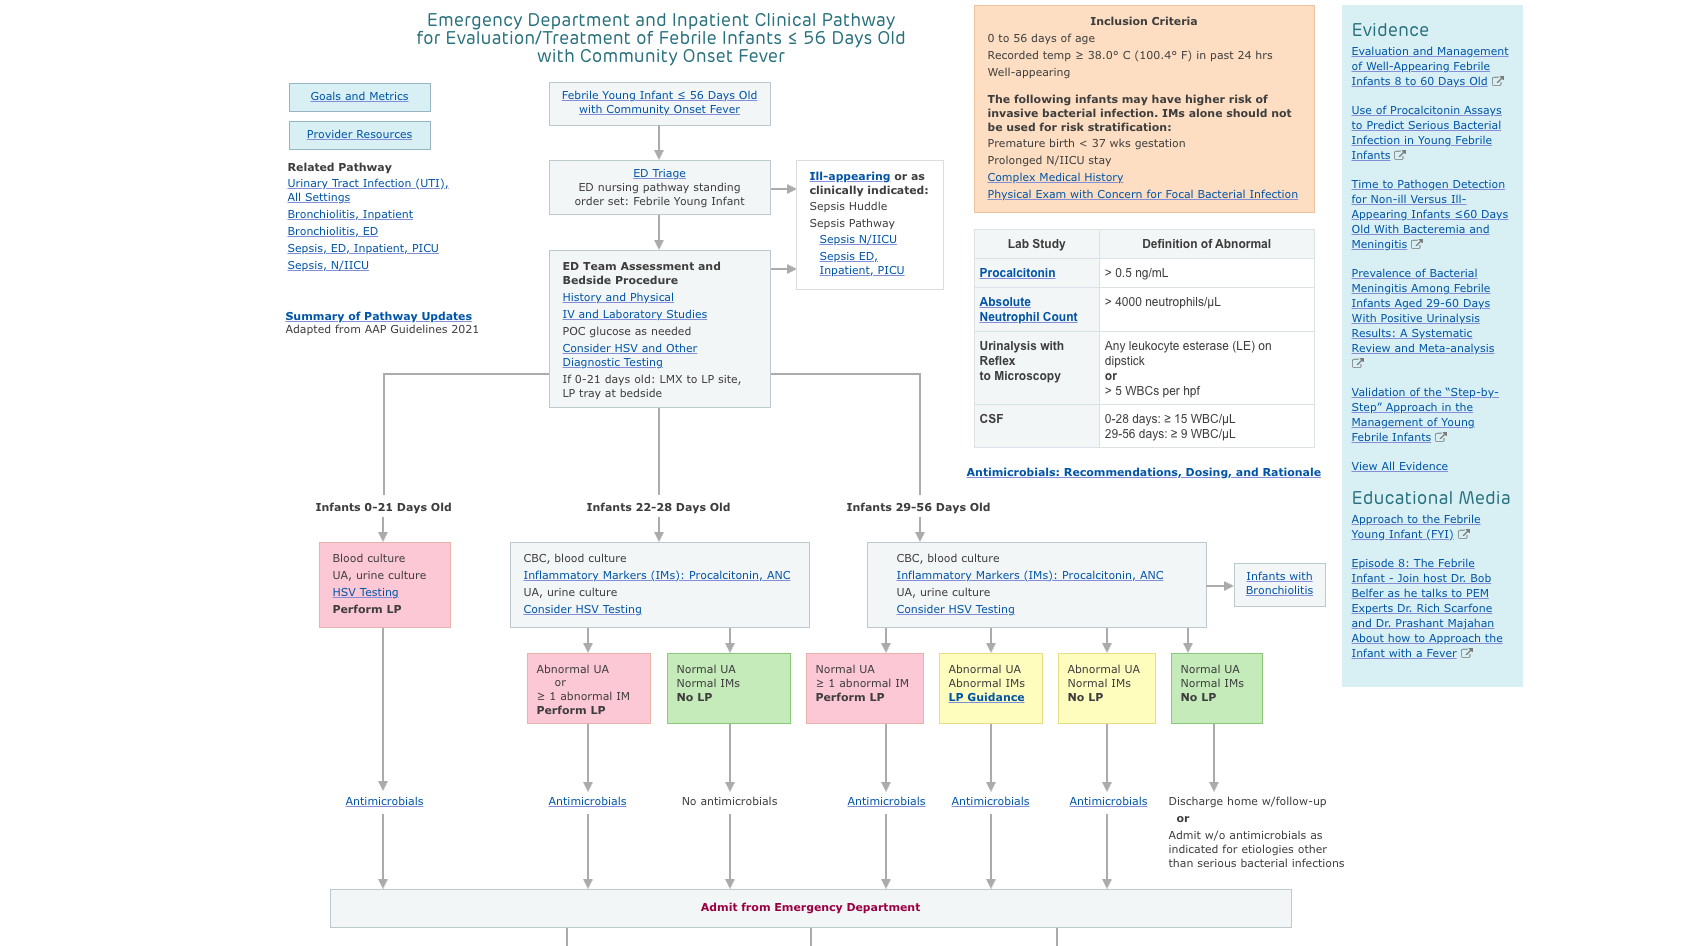 Emergency Department and Inpatient Clinical Pathway
for Evaluation/Treatment of Febrile Infants ≤ 56 Days Old
with Community Onset Fever
Goals and Metrics
Provider Resources
Related Pathway
Urinary Tract Infection (UTI),
All Settings
Bronchiolitis, Inpatient
Bronchiolitis, ED
Sepsis, ED, Inpatient, PICU
Sepsis, N/IICU
Summary of Pathway Updates
Adapted from AAP Guidelines 2021
Febrile Young Infant ≤ 56 Days Old
with Community Onset Fever
ED Triage
ED nursing pathway standing
order set: Febrile Young Infant
Ill-appearing or as
clinically indicated:
Sepsis Huddle
Sepsis Pathway
Sepsis N/IICU
Sepsis ED,
Inpatient, PICU
ED Team Assessment and
Bedside Procedure
History and Physical
IV and Laboratory Studies
POC glucose as needed
Consider HSV and Other
Diagnostic Testing
If 0-21 days old: LMX to LP site,
LP tray at bedside
Inclusion Criteria
0 to 56 days of age
Recorded temp ≥ 38.0° C (100.4° F) in past 24 hrs
Well-appearing
The following infants may have higher risk of
invasive bacterial infection. IMs alone should not
be used for risk stratification:
Premature birth < 37 wks gestation
Prolonged N/IICU stay
Complex Medical History
Physical Exam with Concern for Focal Bacterial Infection
Lab Study
Definition of Abnormal
Procalcitonin
> 0.5 ng/mL
Absolute
Neutrophil Count
> 4000 neutrophils/µL
Urinalysis with
Reflex
to Microscopy
Any leukocyte esterase (LE) on
dipstick
or
> 5 WBCs per hpf
CSF
0-28 days: ≥ 15 WBC/µL
29-56 days: ≥ 9 WBC/µL
Antimicrobials: Recommendations, Dosing, and Rationale
Evidence
Evaluation and Management
of Well-Appearing Febrile
Infants 8 to 60 Days Old
Use of Procalcitonin Assays
to Predict Serious Bacterial
Infection in Young Febrile
Infants
Time to Pathogen Detection
for Non-ill Versus Ill-
Appearing Infants ≤60 Days
Old With Bacteremia and
Meningitis
Prevalence of Bacterial
Meningitis Among Febrile
Infants Aged 29-60 Days
With Positive Urinalysis
Results: A Systematic
Review and Meta-analysis
Validation of the “Step-by-
Step” Approach in the
Management of Young
Febrile Infants
View All Evidence
Educational Media
Approach to the Febrile
Young Infant (FYI)
Episode 8: The Febrile
Infant - Join host Dr. Bob
Belfer as he talks to PEM
Experts Dr. Rich Scarfone
and Dr. Prashant Majahan
About how to Approach the
Infant with a Fever
Infants 0–21 Days Old
Infants 22–28 Days Old
Infants 29–56 Days Old
Blood culture
UA, urine culture
HSV Testing
Perform LP
CBC, blood culture
Inflammatory Markers (IMs): Procalcitonin, ANC
UA, urine culture
Consider HSV Testing
CBC, blood culture
Inflammatory Markers (IMs): Procalcitonin, ANC
UA, urine culture
Consider HSV Testing
Infants with
Bronchiolitis
Abnormal UA
or
≥ 1 abnormal IM
Perform LP
Normal UA
Normal IMs
No LP
Normal UA
≥ 1 abnormal IM
Perform LP
Abnormal UA
Abnormal IMs
LP Guidance
Abnormal UA
Normal IMs
No LP
Normal UA
Normal IMs
No LP
Antimicrobials
Antimicrobials
No antimicrobials
Antimicrobials
Antimicrobials
Antimicrobials
Discharge home w/follow-up
or
Admit w/o antimicrobials as
indicated for etiologies other
than serious bacterial infections
Admit from Emergency Department